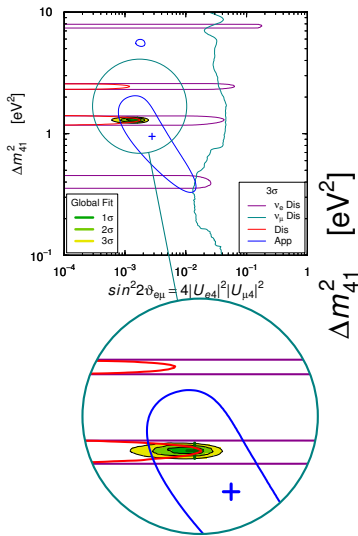 10
1
10⁻¹
Δm²₄₁ [eV²]
10⁻⁴
10⁻³
10⁻²
10⁻¹
1
sin²2ϑₑμ = 4|Uₑ₄|²|Uμ₄|²
Global Fit
1σ
2σ
3σ
3σ
νₑ Dis
νμ Dis
Dis
App
Δm²₄₁ [eV²]